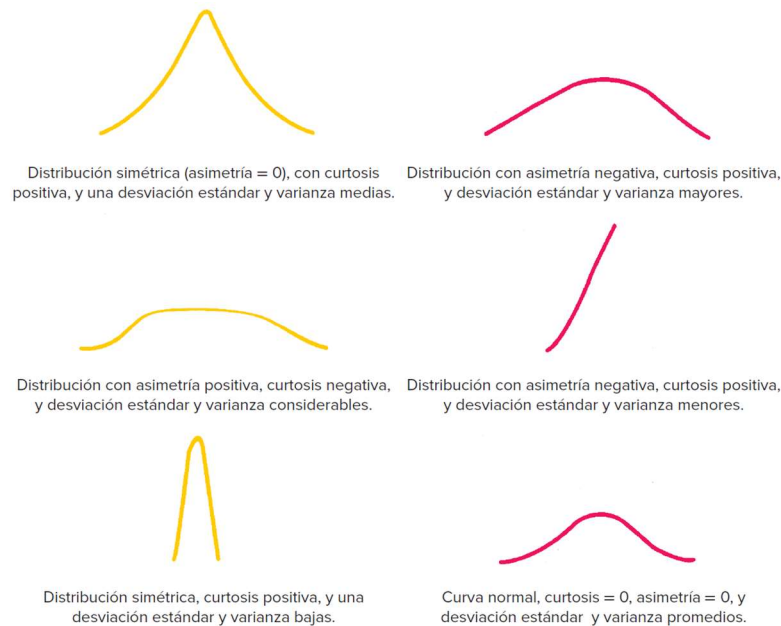 Distribución simétrica (asimetría = 0), con curtosis
positiva, y una desviación estándar y varianza medias.
Distribución con asimetría negativa, curtosis positiva,
y desviación estándar y varianza mayores.
Distribución con asimetría positiva, curtosis negativa,
y desviación estándar y varianza considerables.
Distribución con asimetría negativa, curtosis positiva,
y desviación estándar y varianza menores.
Distribución simétrica, curtosis positiva, y una
desviación estándar y varianza bajas.
Curva normal, curtosis = 0, asimetría = 0, y
desviación estándar y varianza promedios.